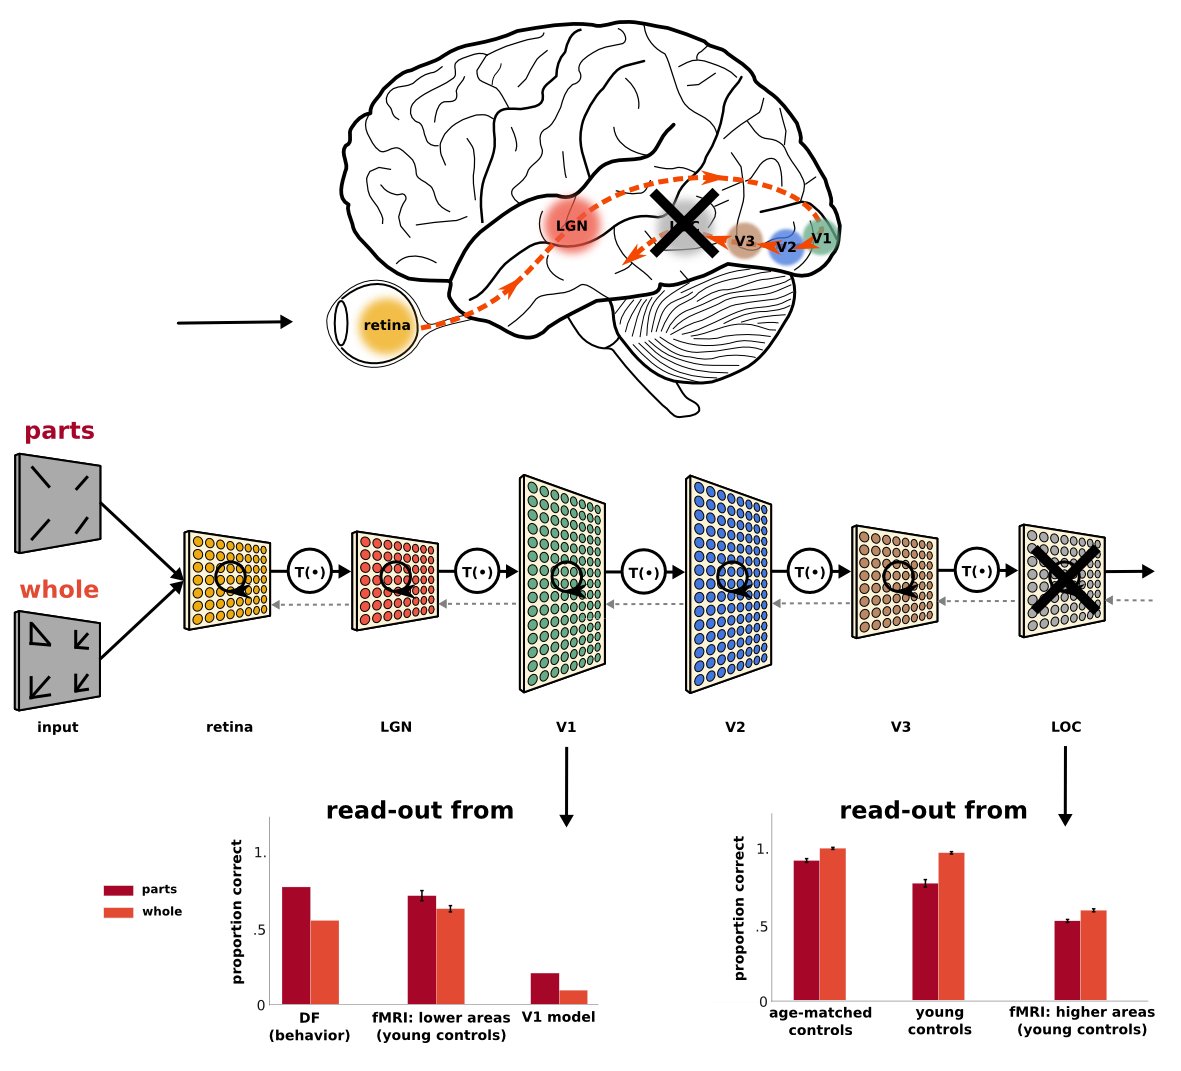 LGN
V3
V2
V1
retina
parts
whole
T(•)
T(•)
T(•)
T(•)
T(•)
input
retina
LGN
V1
V2
V3
LOC
read-out from
proportion correct
1.
.5
0
parts
whole
DF
(behavior)
fMRI: lower areas
(young controls)
V1 model
read-out from
proportion correct
1.
.5
0
age-matched
controls
young
controls
fMRI: higher areas
(young controls)